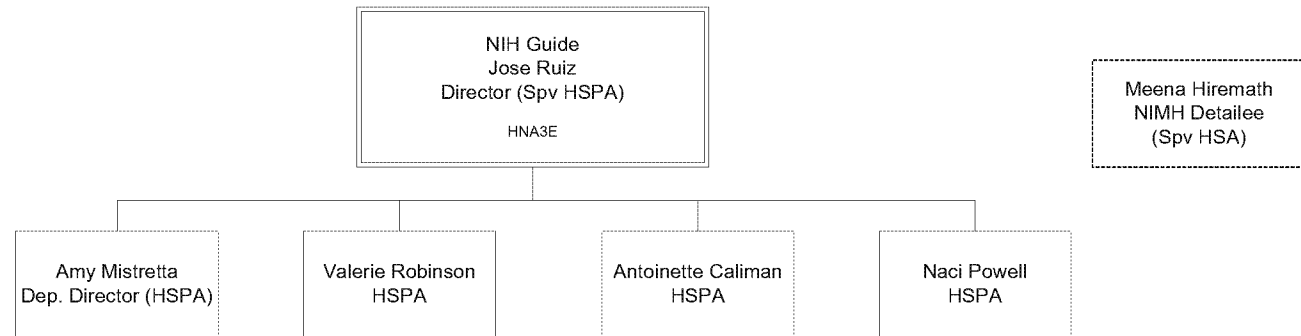 NIH Guide
Jose Ruiz
Director (Spv HSPA)
HNA3E
Meena Hiremath
NIMH Detailee
(Spv HSA)
Amy Mistretta
Dep. Director (HSPA)
Valerie Robinson
HSPA
Antoinette Caliman
HSPA
Naci Powell
HSPA